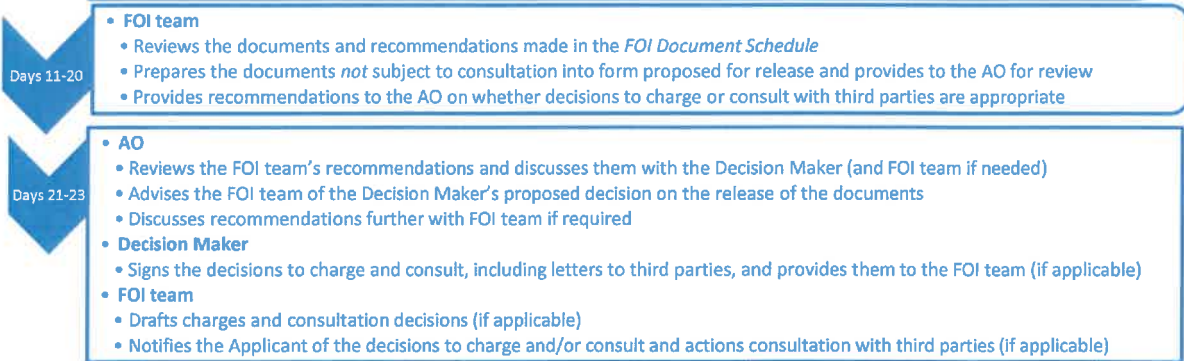 Days 11-20
• FOI team
• Reviews the documents and recommendations made in the FOI Document Schedule
• Prepares the documents not subject to consultation into form proposed for release and provides to the AO for review
• Provides recommendations to the AO on whether decisions to charge or consult with third parties are appropriate
Days 21-23
• AO
• Reviews the FOI team's recommendations and discusses them with the Decision Maker (and FOI team if needed)
• Advises the FOI team of the Decision Maker's proposed decision on the release of the documents
• Discusses recommendations further with FOI team if required
• Decision Maker
• Signs the decisions to charge and consult, including letters to third parties, and provides them to the FOI team (if applicable)
• FOI team
• Drafts charges and consultation decisions (if applicable)
• Notifies the Applicant of the decisions to charge and/or consult and actions consultation with third parties (if applicable)